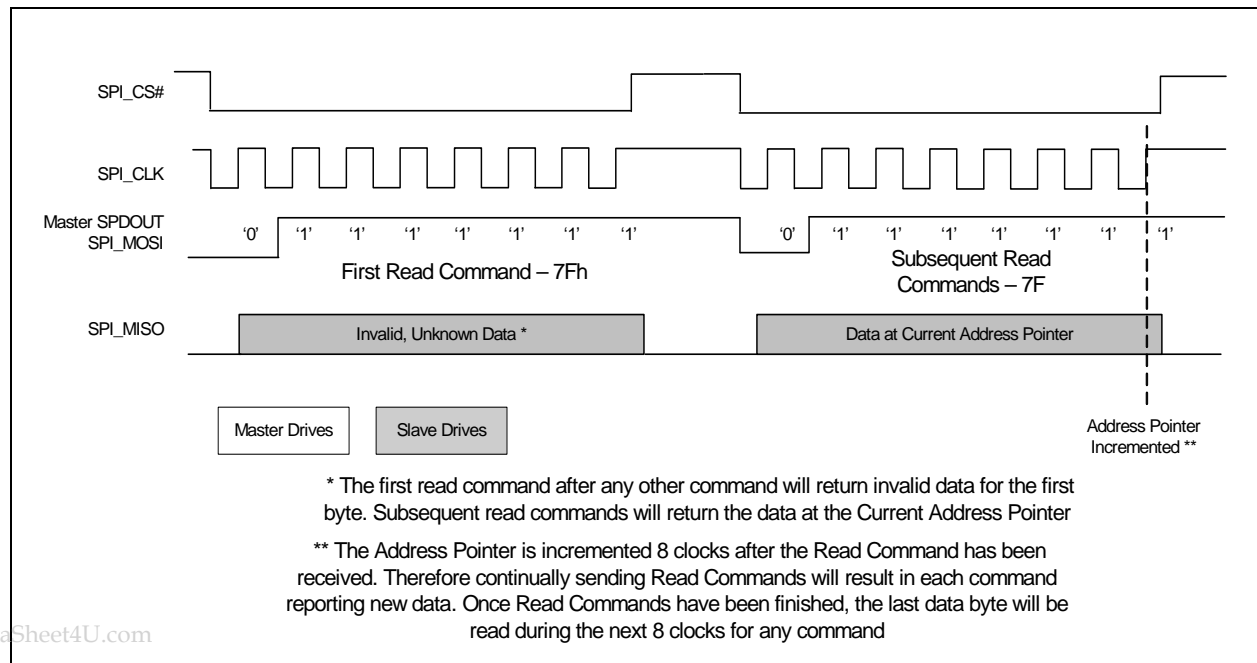 SPI_CS#
SPI_CLK
Master SPDOUT
SPI_MOSI
‘0’ ‘1’ ‘1’ ‘1’ ‘1’ ‘1’ ‘1’ ‘1’ ‘0’ ‘1’ ‘1’ ‘1’ ‘1’ ‘1’ ‘1’ ‘1’
First Read Command – 7Fh
Subsequent Read
Commands – 7F
SPI_MISO
Invalid, Unknown Data *
Data at Current Address Pointer
Master Drives
Slave Drives
Address Pointer
Incremented **
* The first read command after any other command will return invalid data for the first
byte. Subsequent read commands will return the data at the Current Address Pointer
** The Address Pointer is incremented 8 clocks after the Read Command has been
received. Therefore continually sending Read Commands will result in each command
reporting new data. Once Read Commands have been finished, the last data byte will be
read during the next 8 clocks for any command
aSheet4U.com